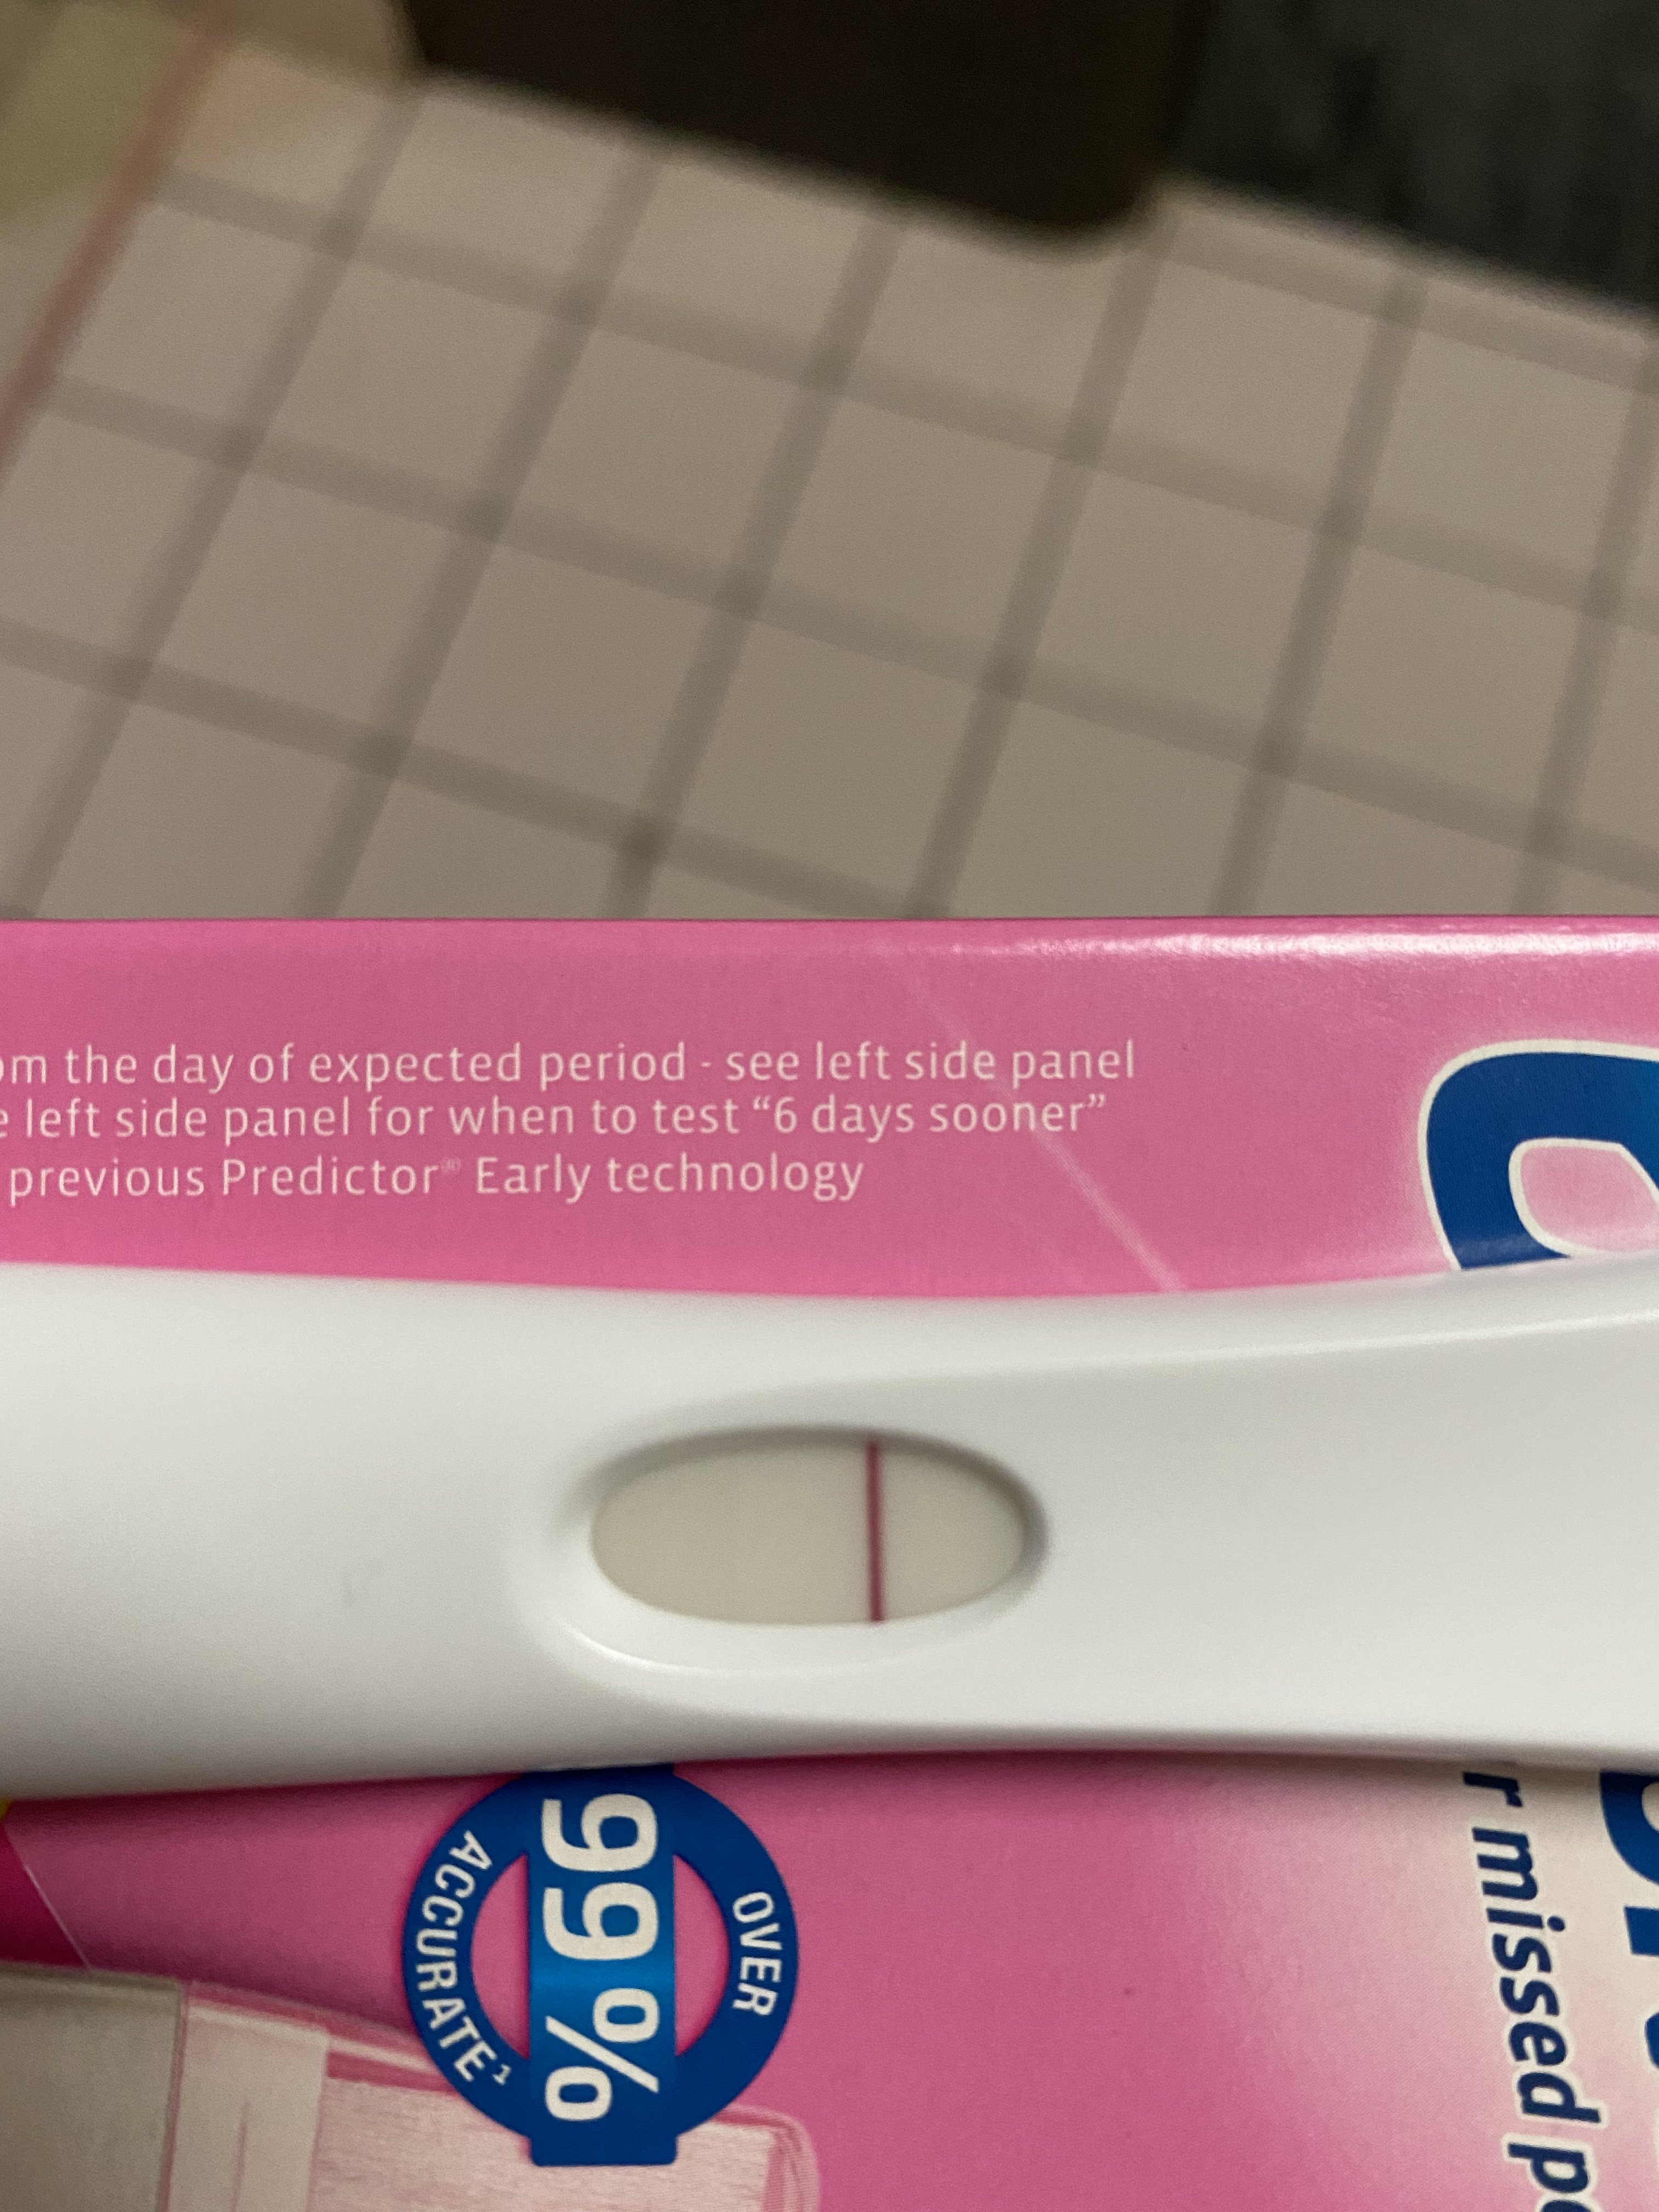 om the day of expected period - see left side panel
e left side panel for when to test “6 days sooner”
previous Predictor® Early technology
OVER
99%
ACCURATE¹
r missed pe